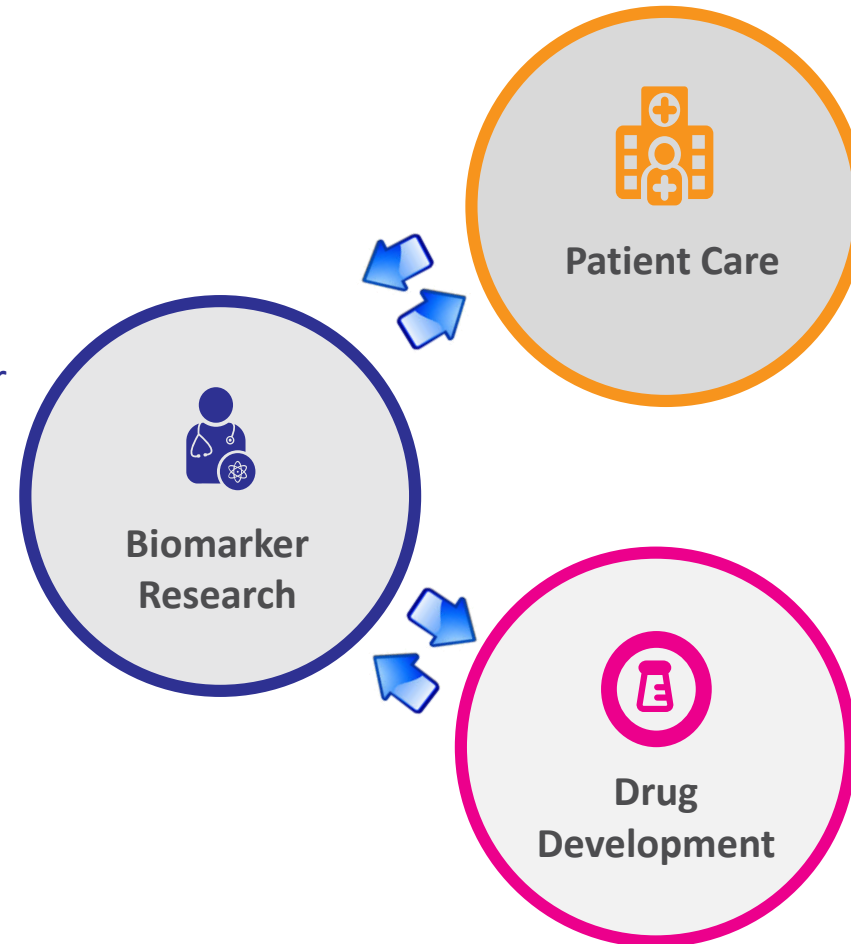 Patient Care
r
Biomarker
Research
Drug
Development